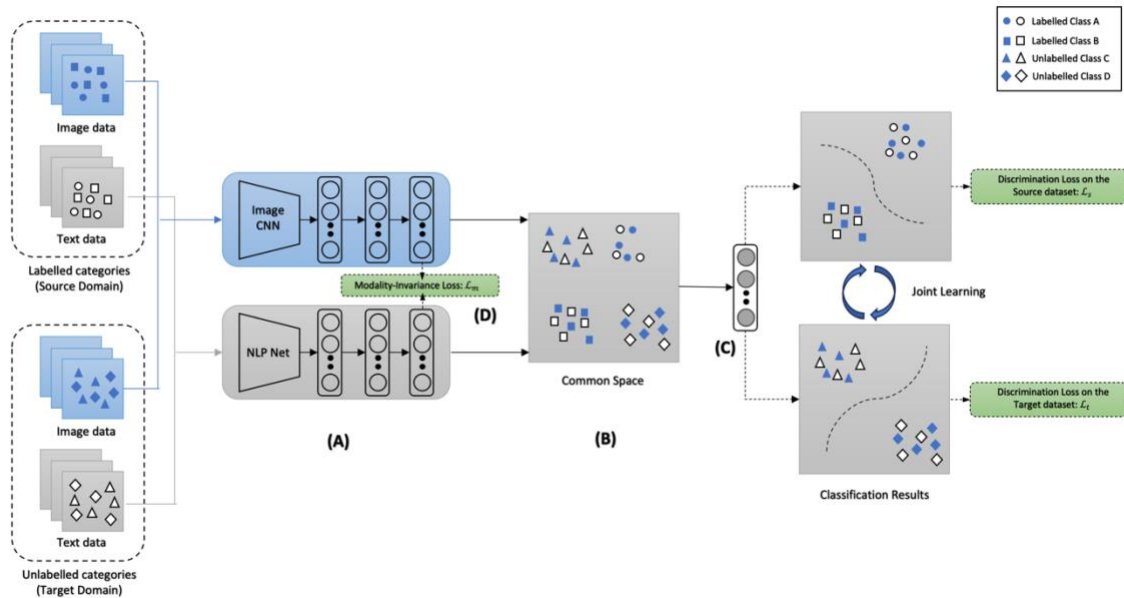 Labelled Class A
Labelled Class B
Unlabelled Class C
Unlabelled Class D
Image data
Text data
Labelled categories
(Source Domain)
Image data
Text data
Unlabelled categories
(Target Domain)
Image
CNN
Modality-Invariance Loss: ℒm
NLP Net
(A)
(D)
Common Space
(B)
(C)
Discrimination Loss on the
Source dataset: ℒs
Joint Learning
Discrimination Loss on the
Target dataset: ℒt
Classification Results